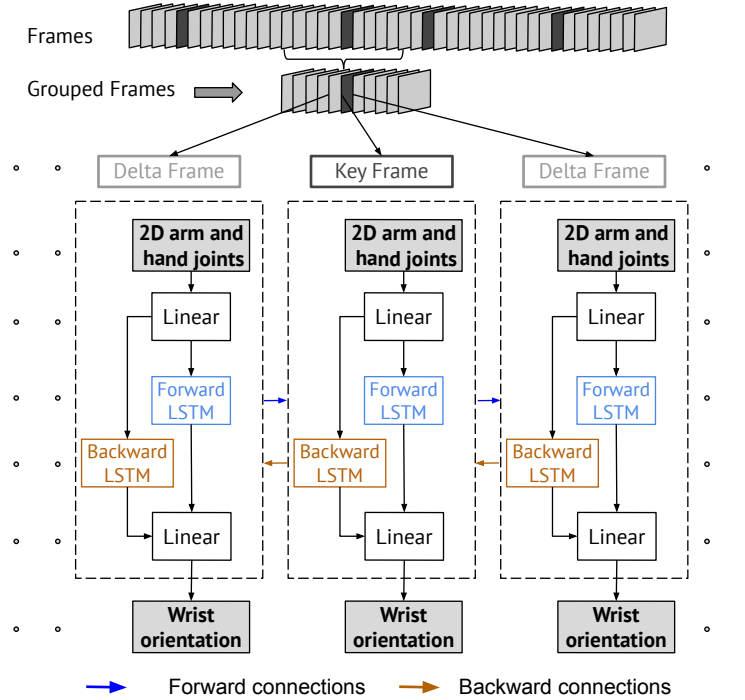 Frames
Grouped Frames
Delta Frame
Key Frame
Delta Frame
2D arm and
hand joints
2D arm and
hand joints
2D arm and
hand joints
Linear
Linear
Linear
Forward
LSTM
Forward
LSTM
Forward
LSTM
Backward
LSTM
Backward
LSTM
Backward
LSTM
Linear
Linear
Linear
Wrist
orientation
Wrist
orientation
Wrist
orientation
Forward connections
Backward connections